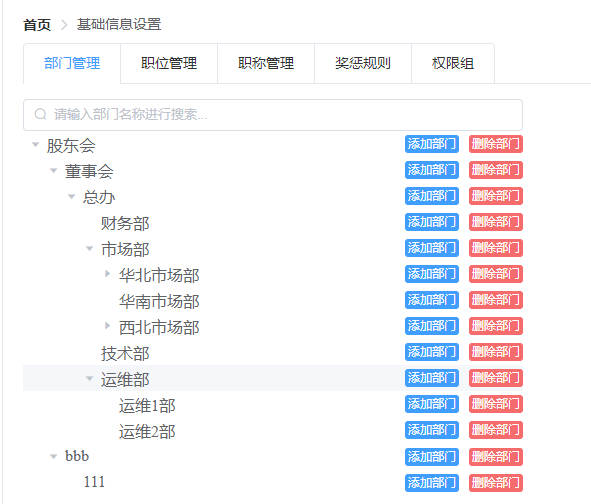 首页 > 基础信息设置
部门管理 职位管理 职称管理 奖惩规则 权限组
请输入部门名称进行搜索...
股东会 添加部门 删除部门
董事会 添加部门 删除部门
总办 添加部门 删除部门
财务部 添加部门 删除部门
市场部 添加部门 删除部门
华北市场部 添加部门 删除部门
华南市场部 添加部门 删除部门
西北市场部 添加部门 删除部门
技术部 添加部门 删除部门
运维部 添加部门 删除部门
运维1部 添加部门 删除部门
运维2部 添加部门 删除部门
bbb 添加部门 删除部门
111 添加部门 删除部门